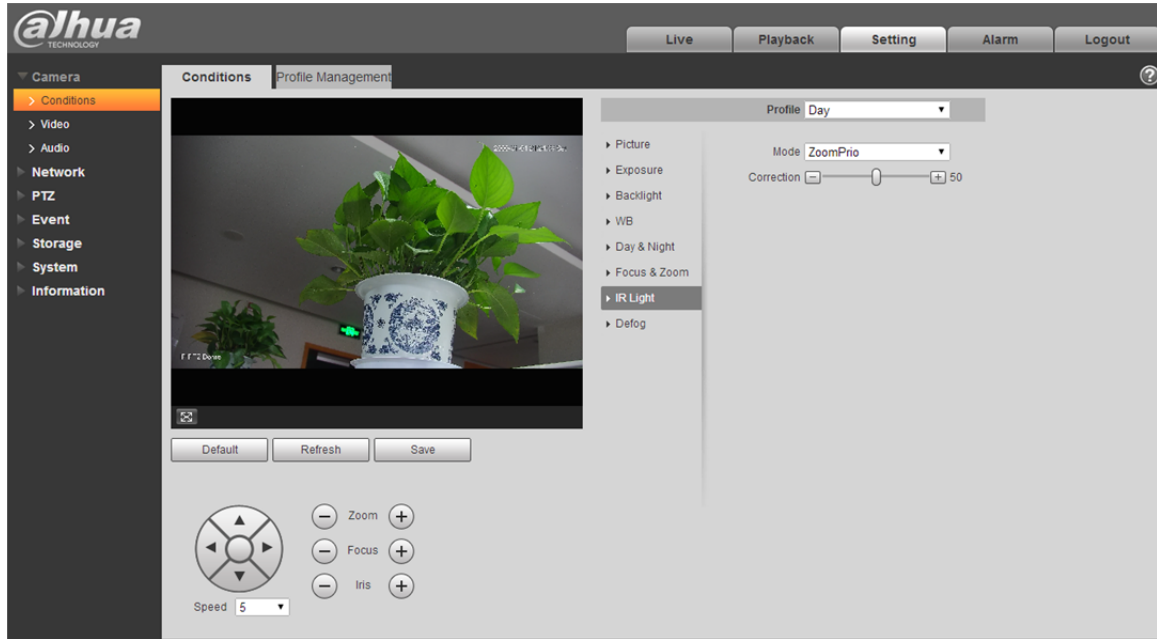 alhua
TECHNOLOGY
Live
Playback
Setting
Alarm
Logout
Camera
Conditions
Video
Audio
Network
PTZ
Event
Storage
System
Information
Conditions
Profile Management
?
Profile Day
Picture
Exposure
Backlight
WB
Day & Night
Focus & Zoom
IR Light
Defog
Mode ZoomPrio
Correction 50
Default
Refresh
Save
Zoom
Focus
Iris
Speed 5